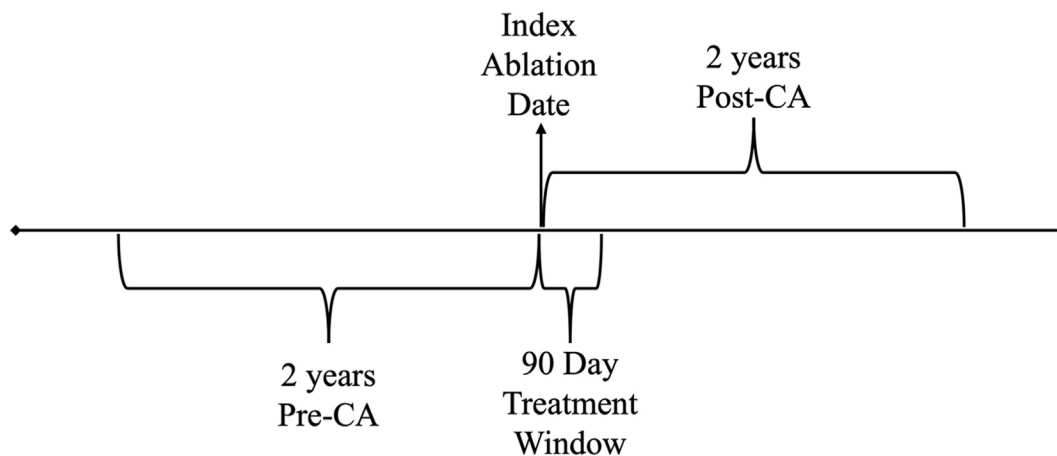 Index
Ablation
Date
2 years
Post-CA
2 years
Pre-CA
90 Day
Treatment
Window